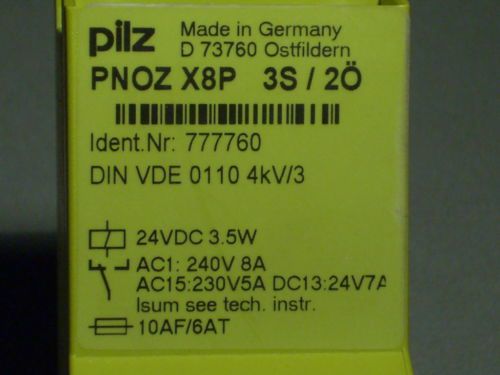 pilz Made in Germany
D 73760 Ostfildern
PNOZ X8P 3S / 2Ö
Ident.Nr: 777760
DIN VDE 0110 4kV/3
24VDC 3.5W
AC1: 240V 8A
AC15:230V5A DC13:24V7A
Isum see tech. instr.
10AF/6AT